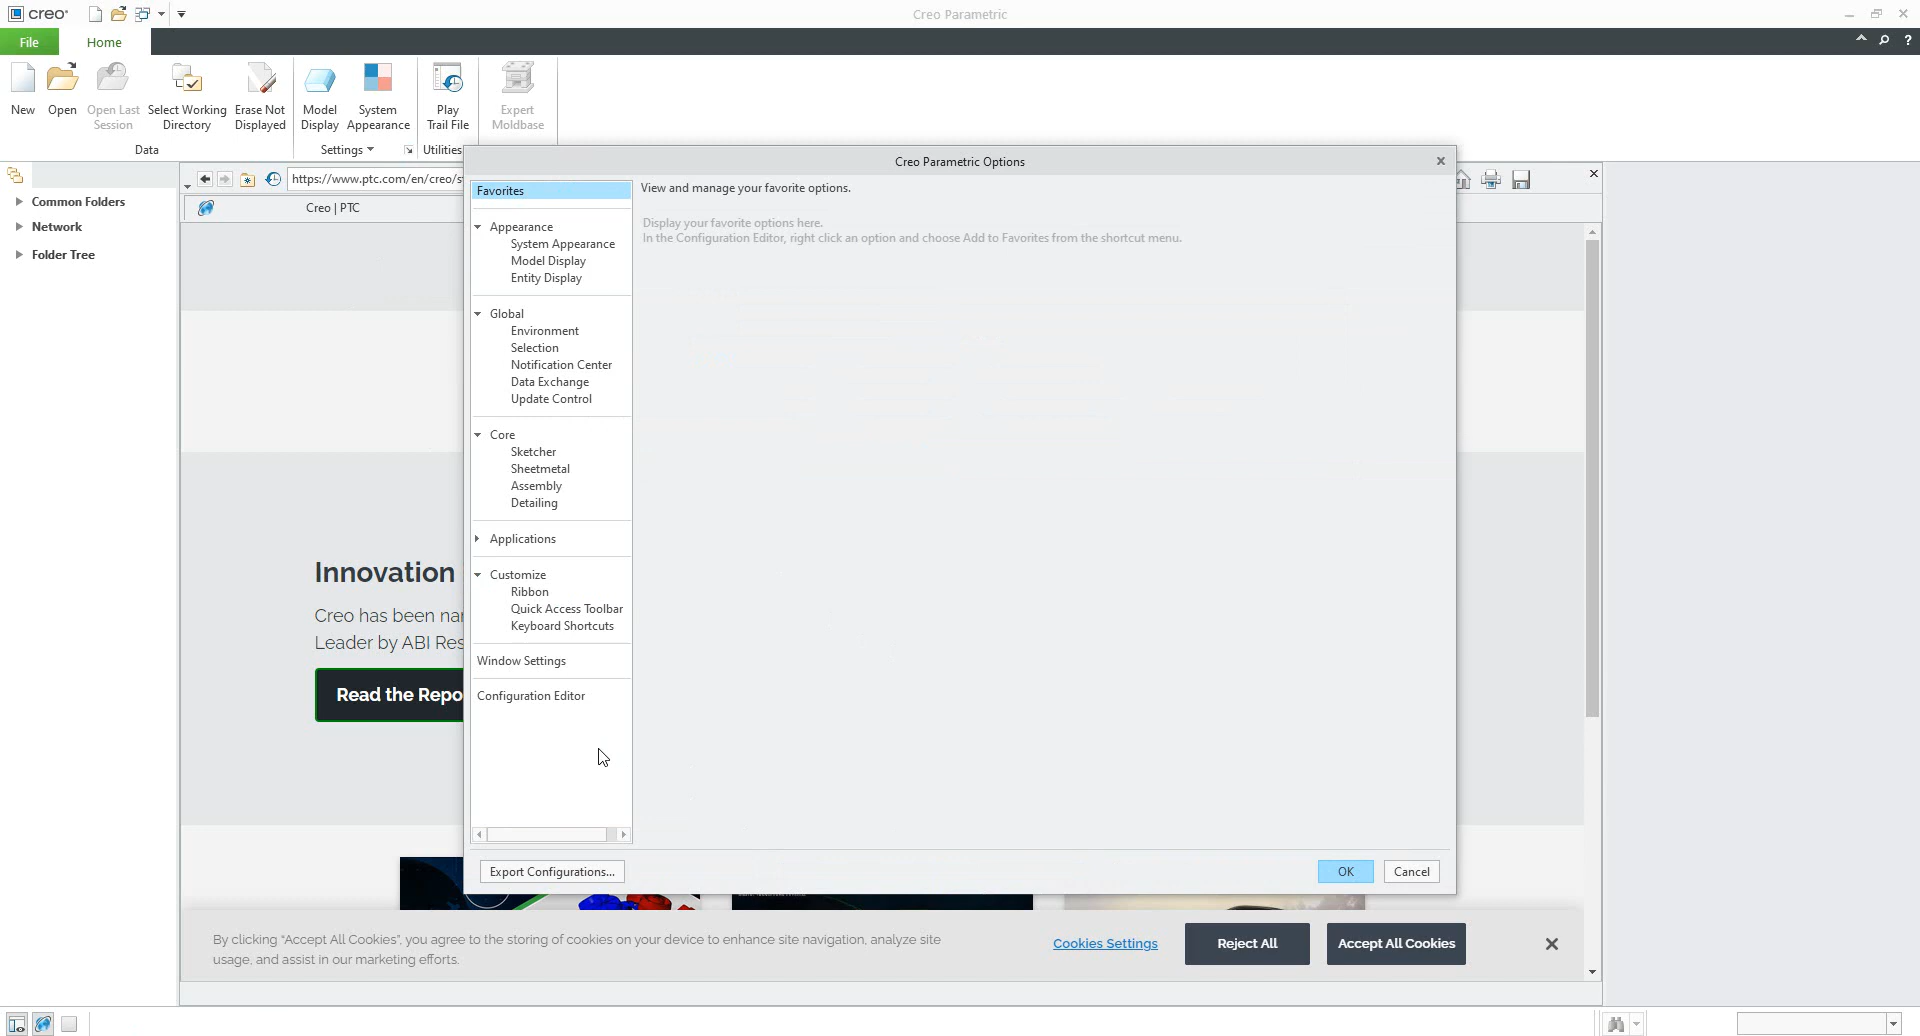 creo
Creo Parametric
File
Home
?
New
Open
Open Last
Session
Select Working
Directory
Erase Not
Displayed
Model
Display
System
Appearance
Play
Trail File
Expert
Moldbase
Data
Settings
Utilities
Common Folders
Network
Folder Tree
https://www.ptc.com/en/creo/s
Creo | PTC
Innovation
Creo has been
Leader by ABI
Read the
Creo Parametric Options
Favorites
Appearance
System Appearance
Model Display
Entity Display
Global
Environment
Selection
Notification Center
Data Exchange
Update Control
Core
Sketcher
Sheetmetal
Assembly
Detailing
Applications
Customize
Ribbon
Quick Access Toolbar
Keyboard Shortcuts
Window Settings
Configuration Editor
View and manage your favorite options.
Display your favorite options here.
In the Configuration Editor, right click an option and choose Add to Favorites from the shortcut menu.
Export Configurations...
OK
Cancel
By clicking “Accept All Cookies”, you agree to the storing of cookies on your device to enhance site navigation, analyze site
usage, and assist in our marketing efforts.
Cookies Settings
Reject All
Accept All Cookies